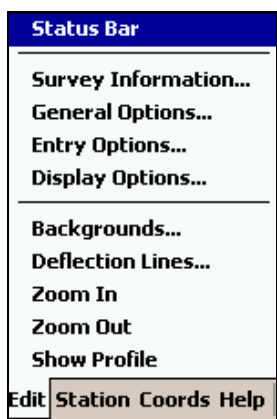 Status Bar
Survey Information...
General Options...
Entry Options...
Display Options...
Backgrounds...
Deflection Lines...
Zoom In
Zoom Out
Show Profile
Edit Station Coords Help